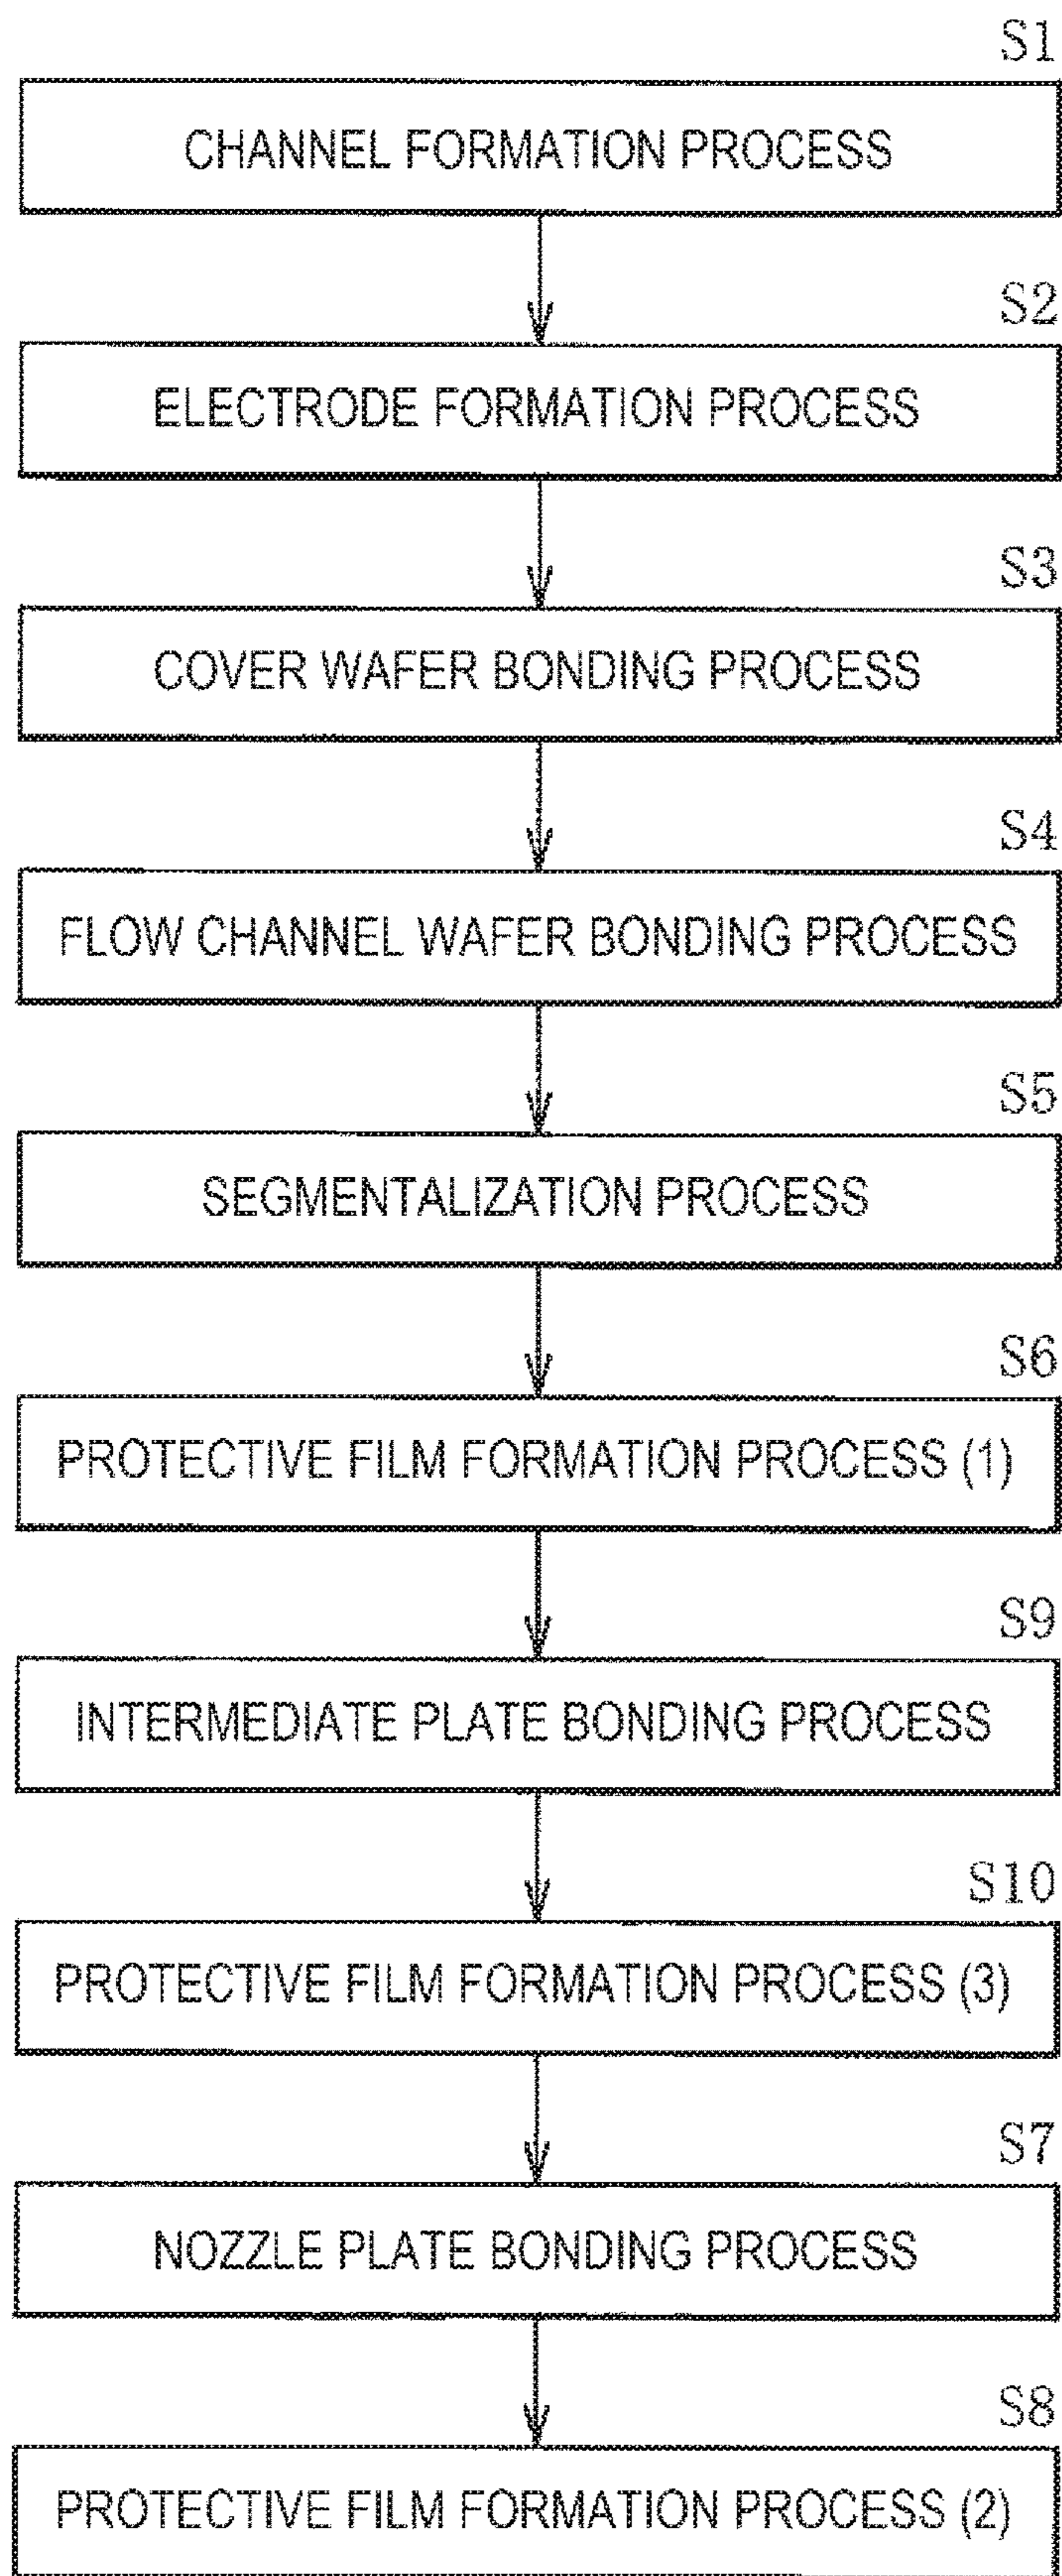 S1
CHANNEL FORMATION PROCESS
S2
ELECTRODE FORMATION PROCESS
S3
COVER WAFER BONDING PROCESS
S4
FLOW CHANNEL WAFER BONDING PROCESS
S5
SEGMENTALIZATION PROCESS
S6
PROTECTIVE FILM FORMATION PROCESS (1)
S9
INTERMEDIATE PLATE BONDING PROCESS
S10
PROTECTIVE FILM FORMATION PROCESS (3)
S7
NOZZLE PLATE BONDING PROCESS
S8
PROTECTIVE FILM FORMATION PROCESS (2)